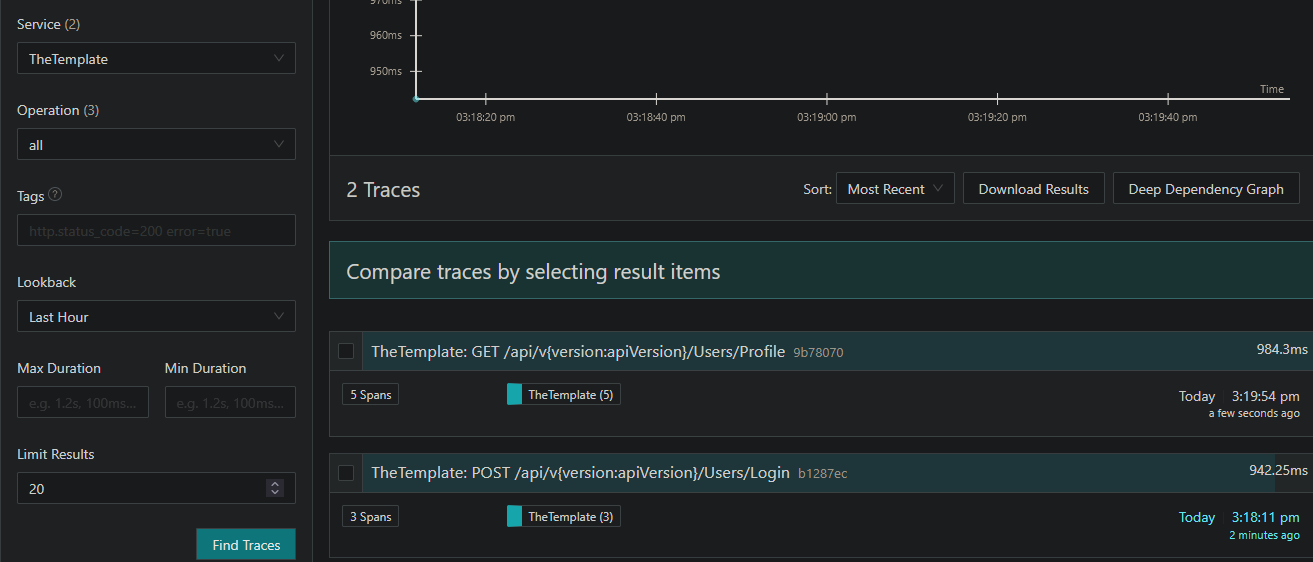 Service (2)
TheTemplate
Operation (3)
all
Tags ?
http.status_code=200 error=true
Lookback
Last Hour
Max Duration Min Duration
e.g. 1.2s, 100ms... e.g. 1.2s, 100ms...
Limit Results
20
Find Traces
970ms
960ms
950ms
Time
03:18:20 pm 03:18:40 pm 03:19:00 pm 03:19:20 pm 03:19:40 pm
2 Traces Sort: Most Recent Download Results Deep Dependency Graph
Compare traces by selecting result items
TheTemplate: GET /api/v{version:apiVersion}/Users/Profile 9b78070 984.3ms
5 Spans TheTemplate (5) Today 3:19:54 pm
a few seconds ago
TheTemplate: POST /api/v{version:apiVersion}/Users/Login b1287ec 942.25ms
3 Spans TheTemplate (3) Today 3:18:11 pm
2 minutes ago